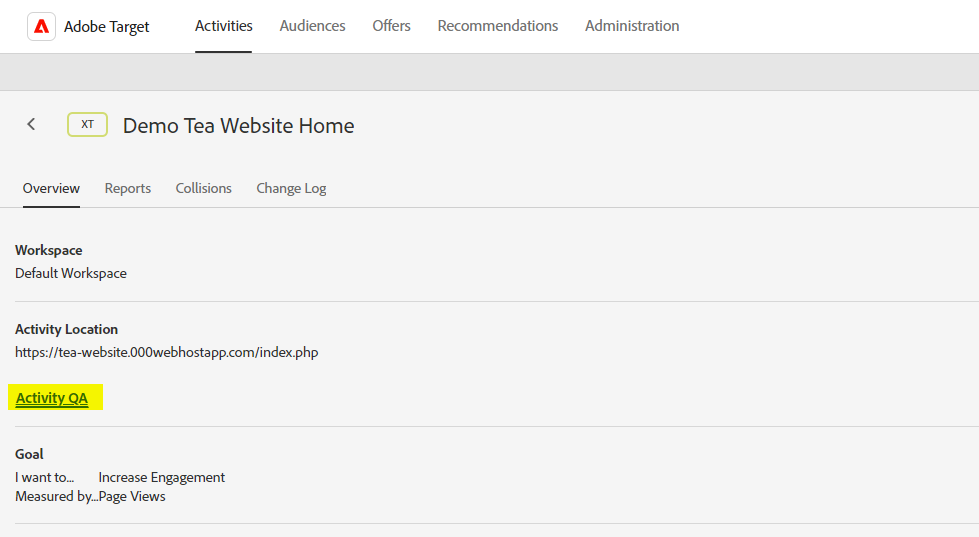 Adobe Target Activities Audiences Offers Recommendations Administration
XT Demo Tea Website Home
Overview Reports Collisions Change Log
Workspace
Default Workspace
Activity Location
https://tea-website.000webhostapp.com/index.php
Activity QA
Goal
I want to... Increase Engagement
Measured by...Page Views